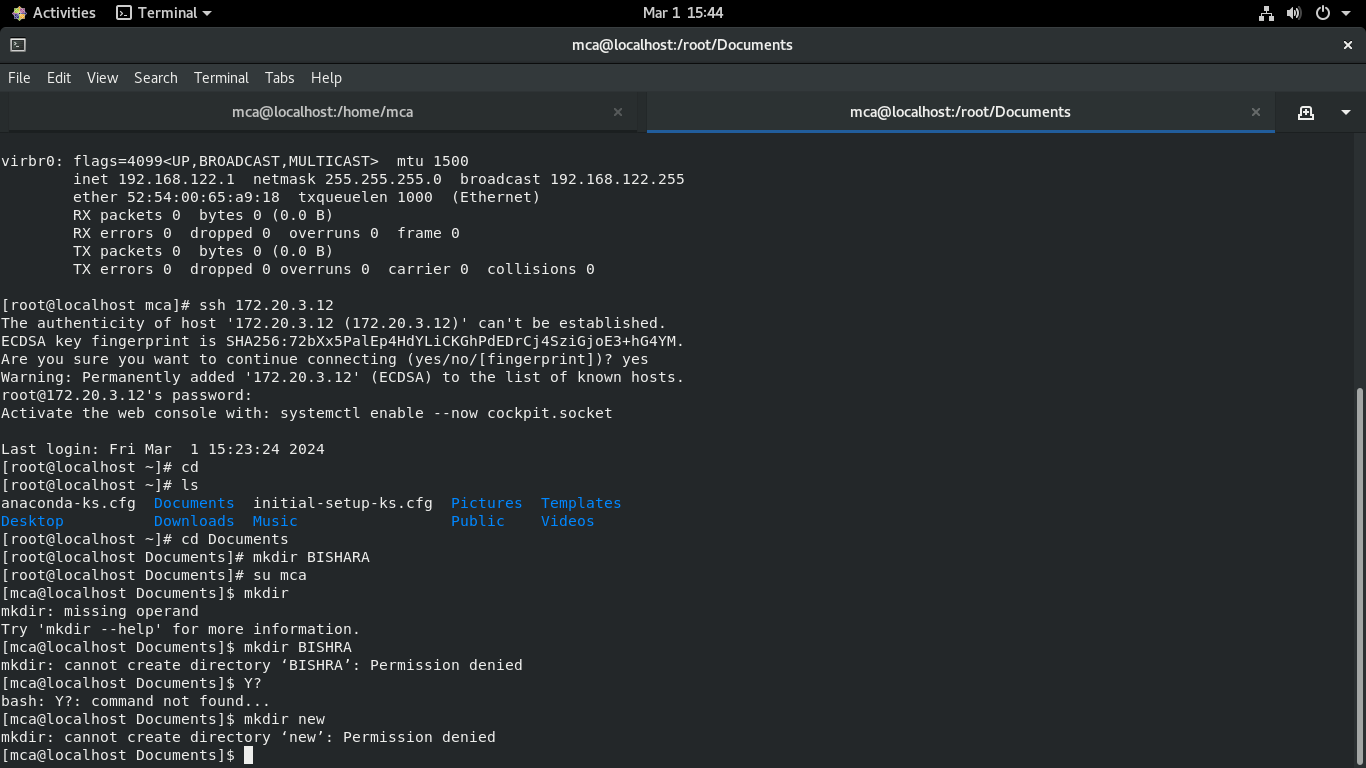 Activities Terminal Mar 1 15:44
mca@localhost:/root/Documents
File Edit View Search Terminal Tabs Help
mca@localhost:/home/mca mca@localhost:/root/Documents
virbr0: flags=4099<UP,BROADCAST,MULTICAST>  mtu 1500
        inet 192.168.122.1  netmask 255.255.255.0  broadcast 192.168.122.255
        ether 52:54:00:65:a9:18  txqueuelen 1000  (Ethernet)
        RX packets 0  bytes 0 (0.0 B)
        RX errors 0  dropped 0  overruns 0  frame 0
        TX packets 0  bytes 0 (0.0 B)
        TX errors 0  dropped 0 overruns 0  carrier 0  collisions 0
[root@localhost mca]# ssh 172.20.3.12
The authenticity of host '172.20.3.12 (172.20.3.12)' can't be established.
ECDSA key fingerprint is SHA256:72bXx5PalEp4HdYLiCKGhPdEDrCj4SziGjoE3+hG4YM.
Are you sure you want to continue connecting (yes/no/[fingerprint])? yes
Warning: Permanently added '172.20.3.12' (ECDSA) to the list of known hosts.
root@172.20.3.12's password:
Activate the web console with: systemctl enable --now cockpit.socket
Last login: Fri Mar  1 15:23:24 2024
[root@localhost ~]# cd
[root@localhost ~]# ls
anaconda-ks.cfg  Documents  initial-setup-ks.cfg  Pictures  Templates
Desktop          Downloads  Music                 Public    Videos
[root@localhost ~]# cd Documents
[root@localhost Documents]# mkdir BISHARA
[root@localhost Documents]# su mca
[mca@localhost Documents]$ mkdir
mkdir: missing operand
Try 'mkdir --help' for more information.
[mca@localhost Documents]$ mkdir BISHRA
mkdir: cannot create directory ‘BISHRA’: Permission denied
[mca@localhost Documents]$ Y?
bash: Y?: command not found...
[mca@localhost Documents]$ mkdir new
mkdir: cannot create directory ‘new’: Permission denied
[mca@localhost Documents]$